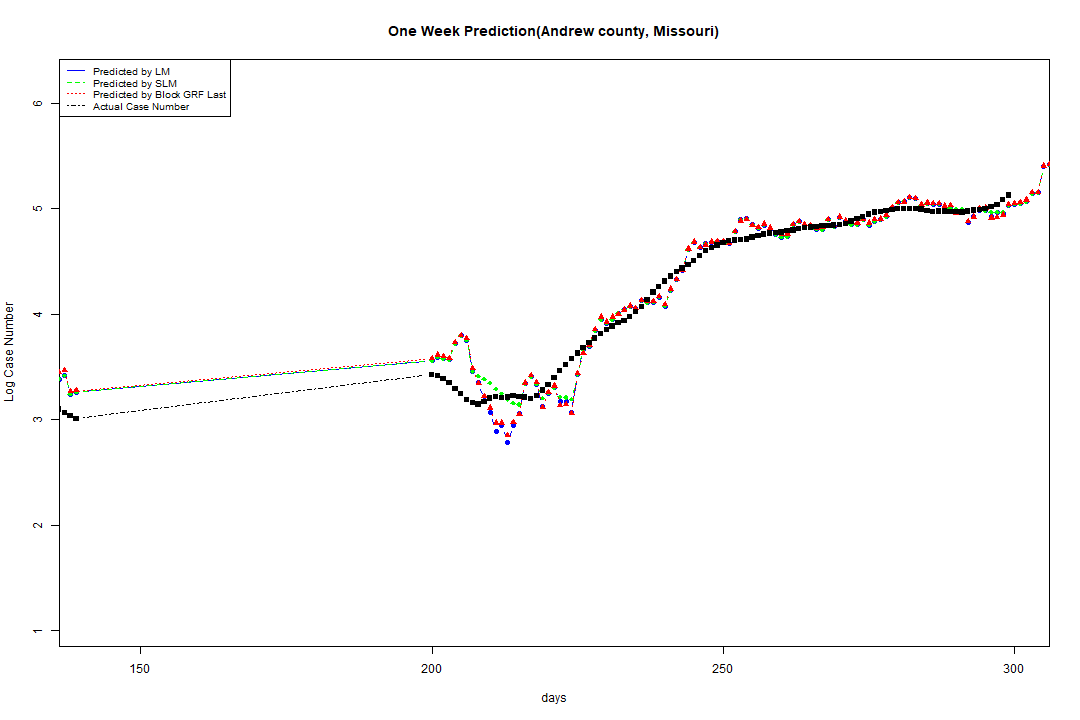 One Week Prediction(Andrew county, Missouri)
Predicted by LM
Predicted by SLM
Predicted by Block GRF Last
Actual Case Number
6
5
4
3
2
1
Log Case Number
150 200 250 300
days